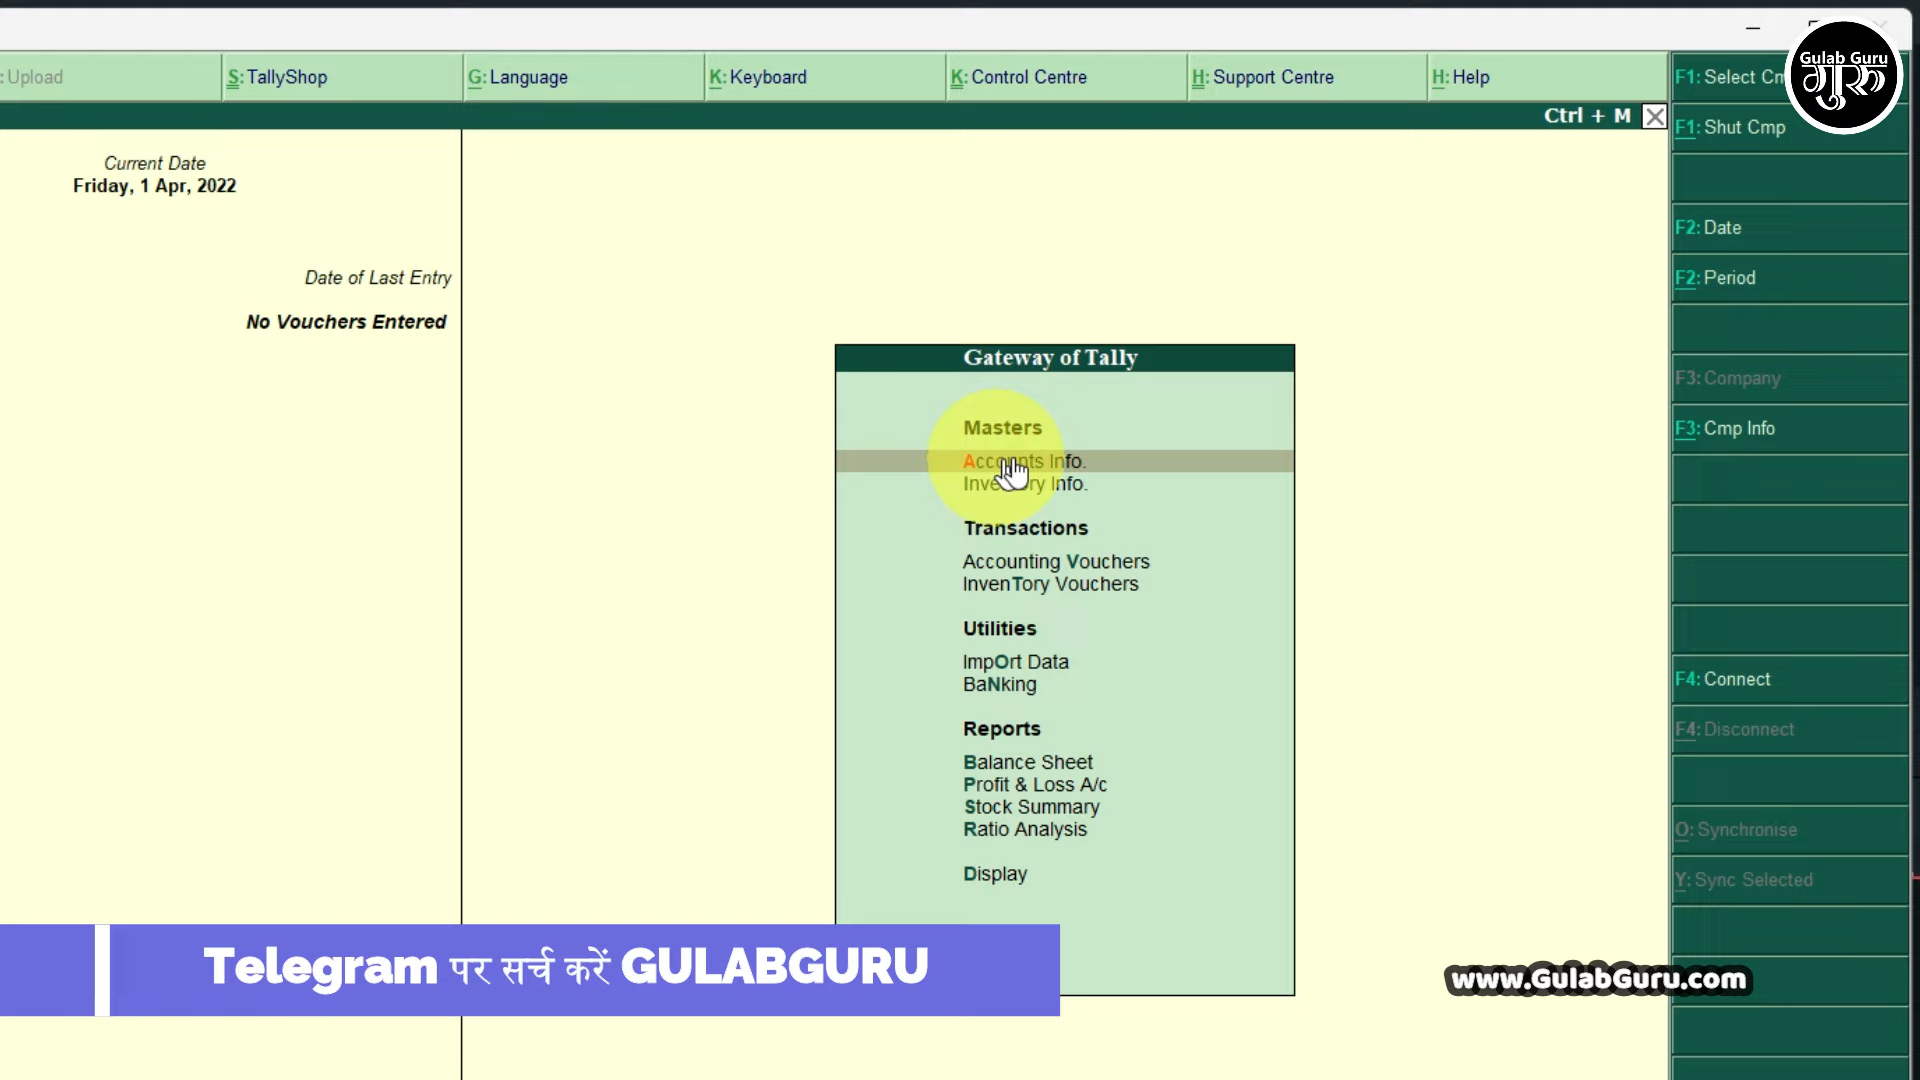 : Upload
S: TallyShop
G: Language
K: Keyboard
K: Control Centre
H: Support Centre
H: Help
Ctrl + M
Current Date
Friday, 1 Apr, 2022
Date of Last Entry
No Vouchers Entered
Gateway of Tally
Masters
Accounts Info.
Inventory Info.
Transactions
Accounting Vouchers
InvenTory Vouchers
Utilities
ImpOrt Data
BaNking
Reports
Balance Sheet
Profit & Loss A/c
Stock Summary
Ratio Analysis
Display
F1: Select
F1: Shut Cmp
F2: Date
F2: Period
F3: Company
F3: Cmp Info
F4: Connect
F4: Disconnect
O: Synchronise
Y: Sync Selected
Gulab Guru
गुरु
Telegram पर सर्च करें GULABGURU
www.GulabGuru.com